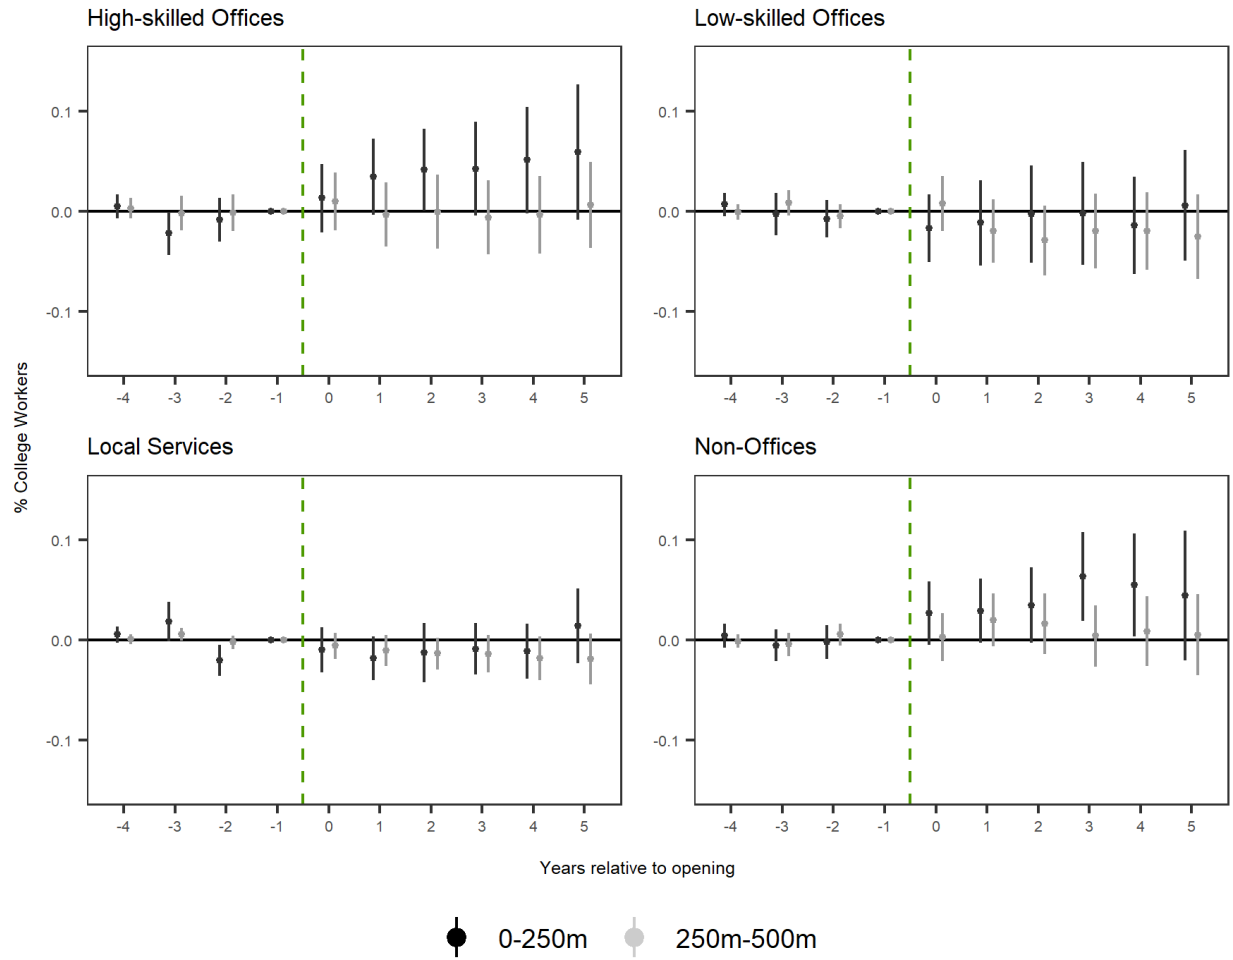 High-skilled Offices
Low-skilled Offices
0.1
0.0
-0.1
-4 -3 -2 -1 0 1 2 3 4 5
0.1
0.0
-0.1
-4 -3 -2 -1 0 1 2 3 4 5
% College Workers
Local Services
Non-Offices
0.1
0.0
-0.1
-4 -3 -2 -1 0 1 2 3 4 5
0.1
0.0
-0.1
-4 -3 -2 -1 0 1 2 3 4 5
Years relative to opening
0-250m 250m-500m